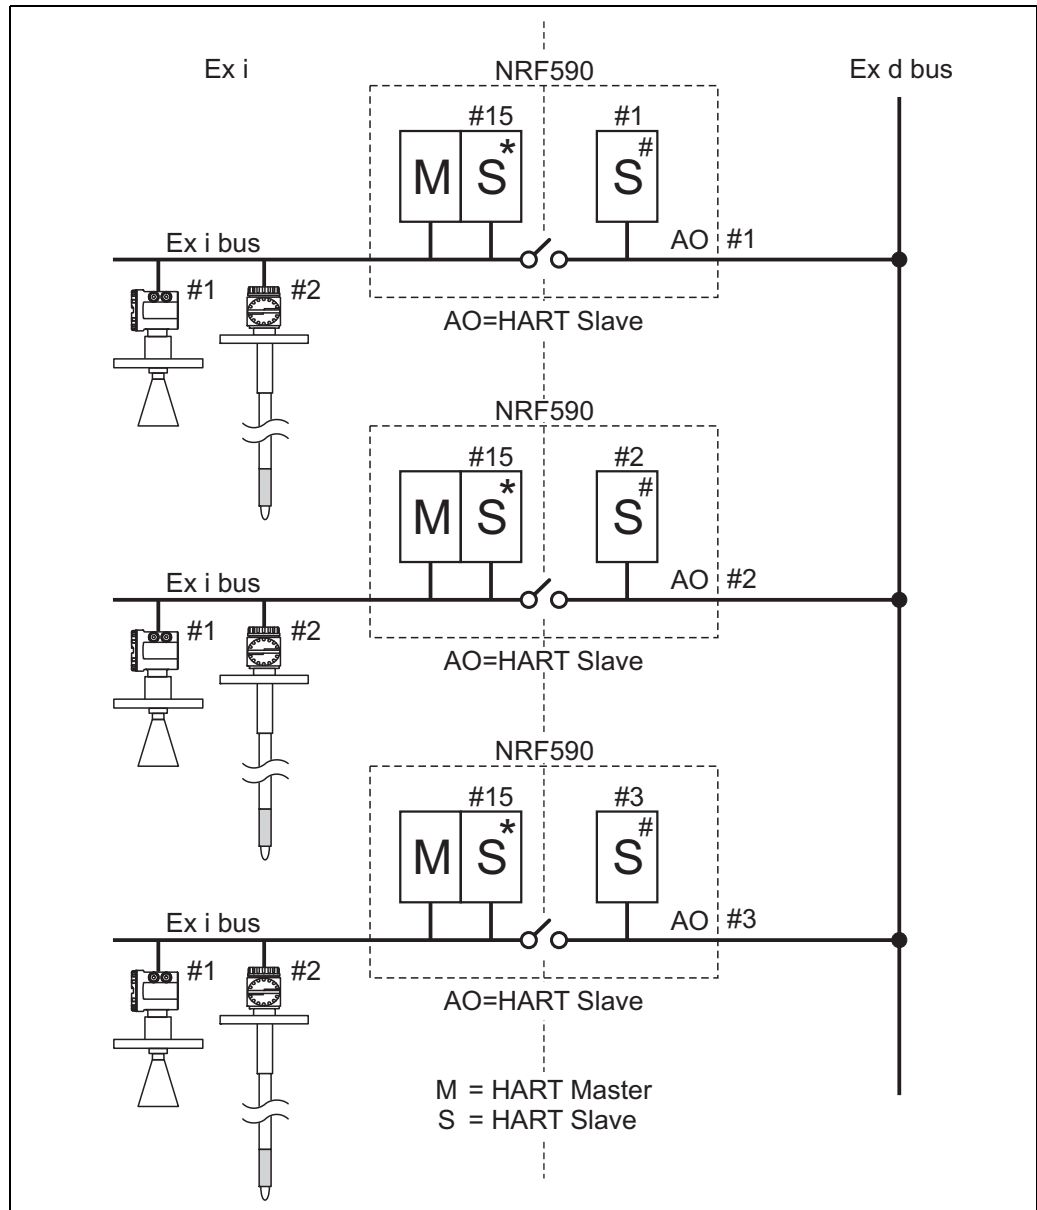 Ex i NRF590 Ex d bus
#15 #1
M S* S#
Ex i bus AO #1
#1 #2
AO=HART Slave
NRF590
#15 #2
M S* S#
Ex i bus AO #2
#1 #2
AO=HART Slave
NRF590
#15 #3
M S* S#
Ex i bus AO #3
#1 #2
AO=HART Slave
M = HART Master
S = HART Slave